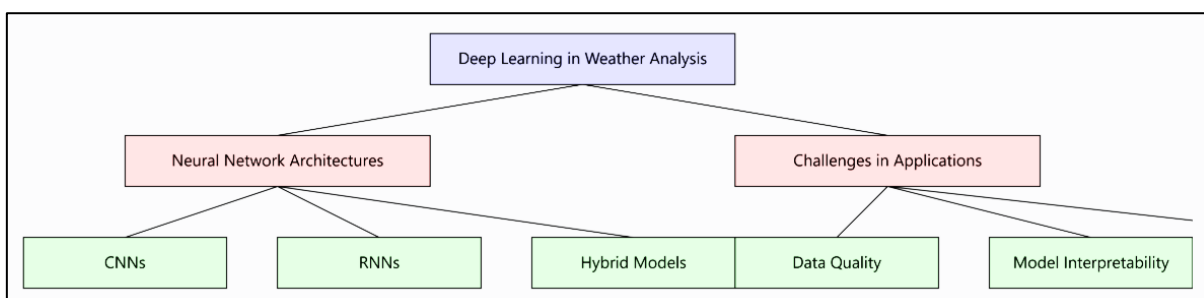 Deep Learning in Weather Analysis
Neural Network Architectures
Challenges in Applications
CNNs
RNNs
Hybrid Models
Data Quality
Model Interpretability